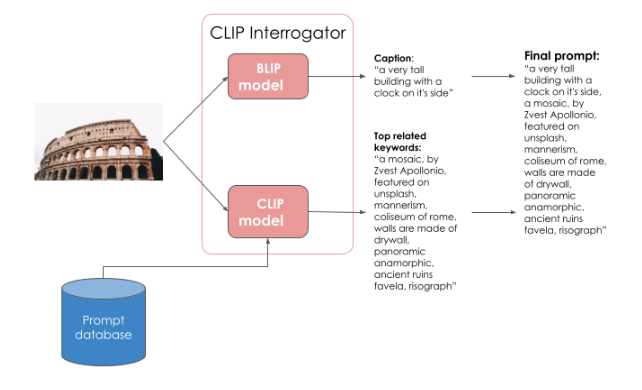 CLIP Interrogator
BLIP
model
Caption:
"a very tall
building with a
clock on it's side"
Final prompt:
"a very tall
building with a
clock on it's side,
a mosaic, by
Zvest Apollonio,
featured on
unsplash,
mannerism,
coliseum of rome,
walls are made
of drywall,
panoramic
anamorphic,
ancient ruins
favela, risograph"
Top related
keywords:
"a mosaic, by
Zvest Apollonio,
featured on
unsplash,
mannerism,
coliseum of rome,
walls are made of
drywall,
panoramic
anamorphic,
ancient ruins
favela, risograph"
CLIP
model
Prompt
database